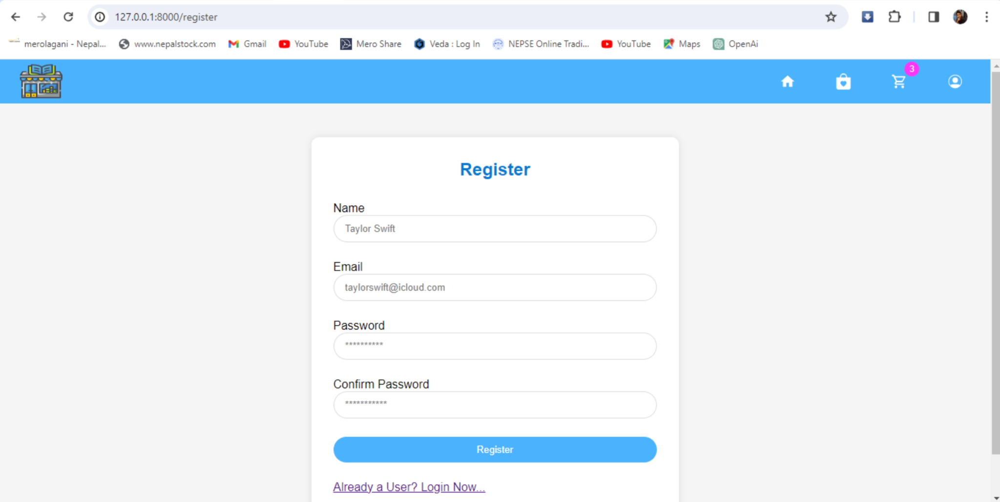 127.0.0.1:8000/register
merolagani - Nepal... www.nepalstock.com Gmail YouTube Mero Share Veda : Log In NEPSE Online Tradi... YouTube Maps OpenAi
3
Register
Name
Taylor Swift
Email
taylorswift@icloud.com
Password
**********
Confirm Password
***********
Register
Already a User? Login Now...